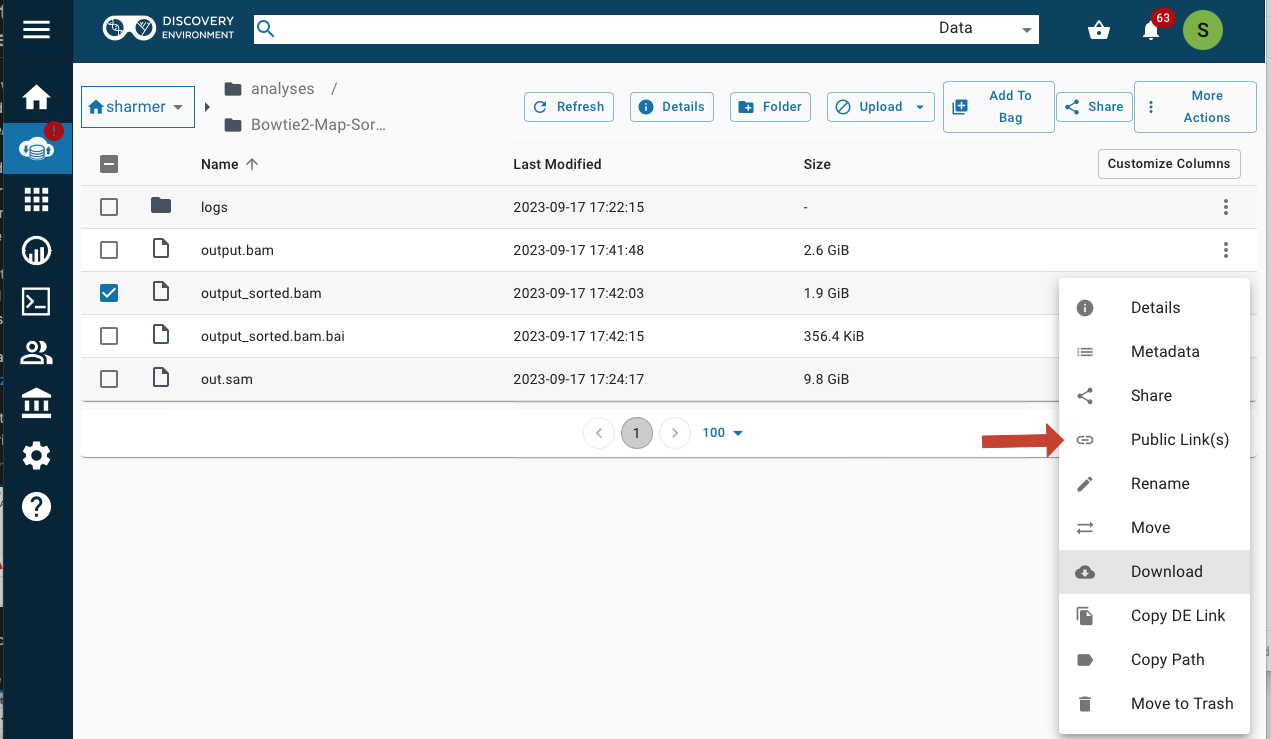 DISCOVERY
ENVIRONMENT
Data
63
S
!
sharmer
analyses /
Bowtie2-Map-Sor...
Refresh
Details
Folder
Upload
Add To
Bag
Share
More
Actions
Name
Last Modified
Size
Customize Columns
logs 2023-09-17 17:22:15 -
output.bam 2023-09-17 17:41:48 2.6 GiB
output_sorted.bam 2023-09-17 17:42:03 1.9 GiB
output_sorted.bam.bai 2023-09-17 17:42:15 356.4 KiB
out.sam 2023-09-17 17:24:17 9.8 GiB
1
100
Details
Metadata
Share
Public Link(s)
Rename
Move
Download
Copy DE Link
Copy Path
Move to Trash